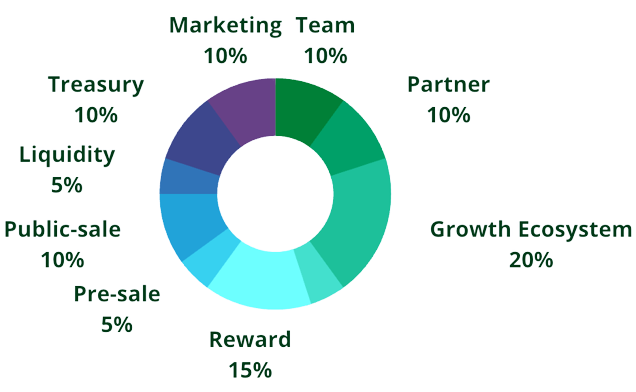 Marketing
10%
Team
10%
Partner
10%
Growth Ecosystem
20%
Reward
15%
Pre-sale
5%
Public-sale
10%
Liquidity
5%
Treasury
10%